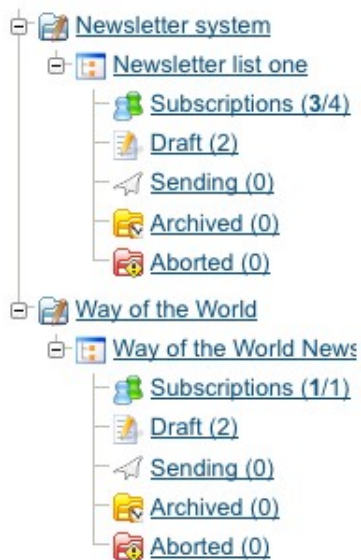 Newsletter system
Newsletter list one
Subscriptions (3/4)
Draft (2)
Sending (0)
Archived (0)
Aborted (0)
Way of the World
Way of the World News
Subscriptions (1/1)
Draft (2)
Sending (0)
Archived (0)
Aborted (0)